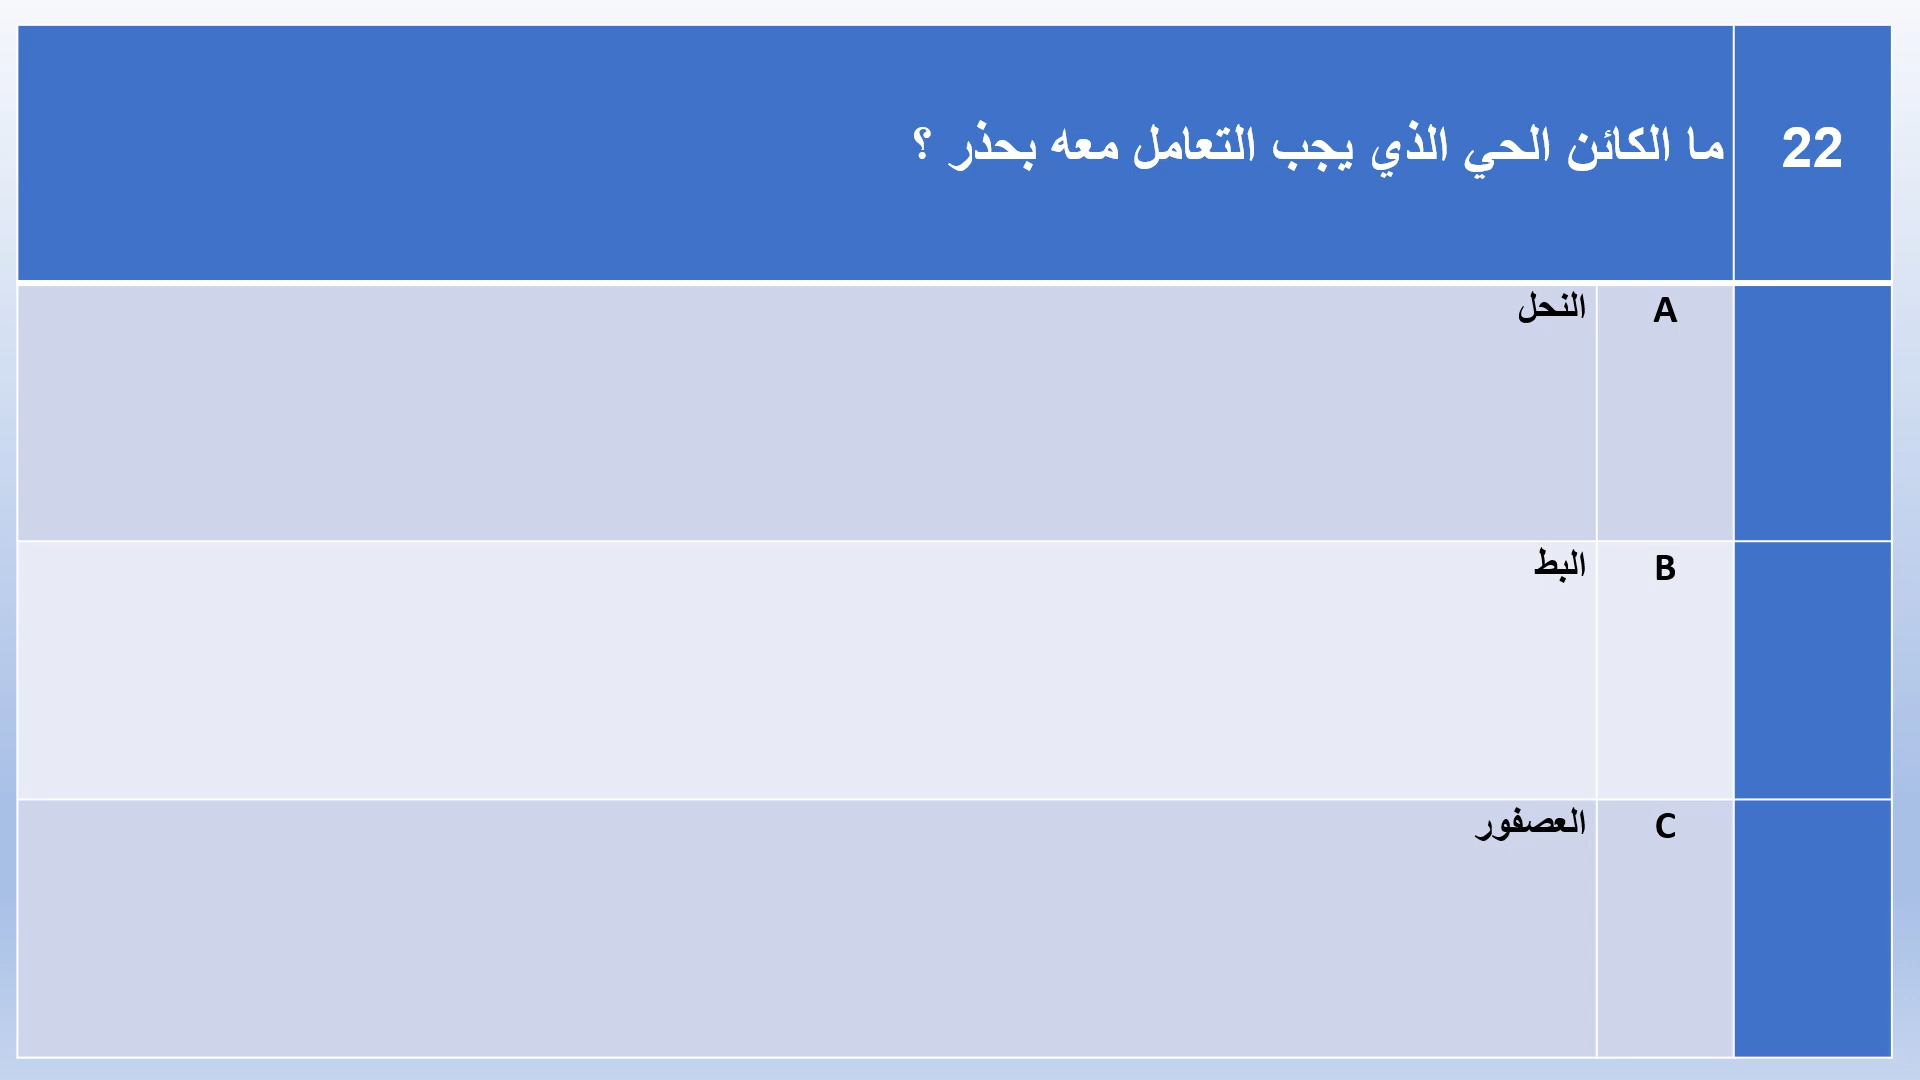 22 ما الكائن الحي الذي يجب التعامل معه بحذر ؟
A النحل
B البط
C العصفور